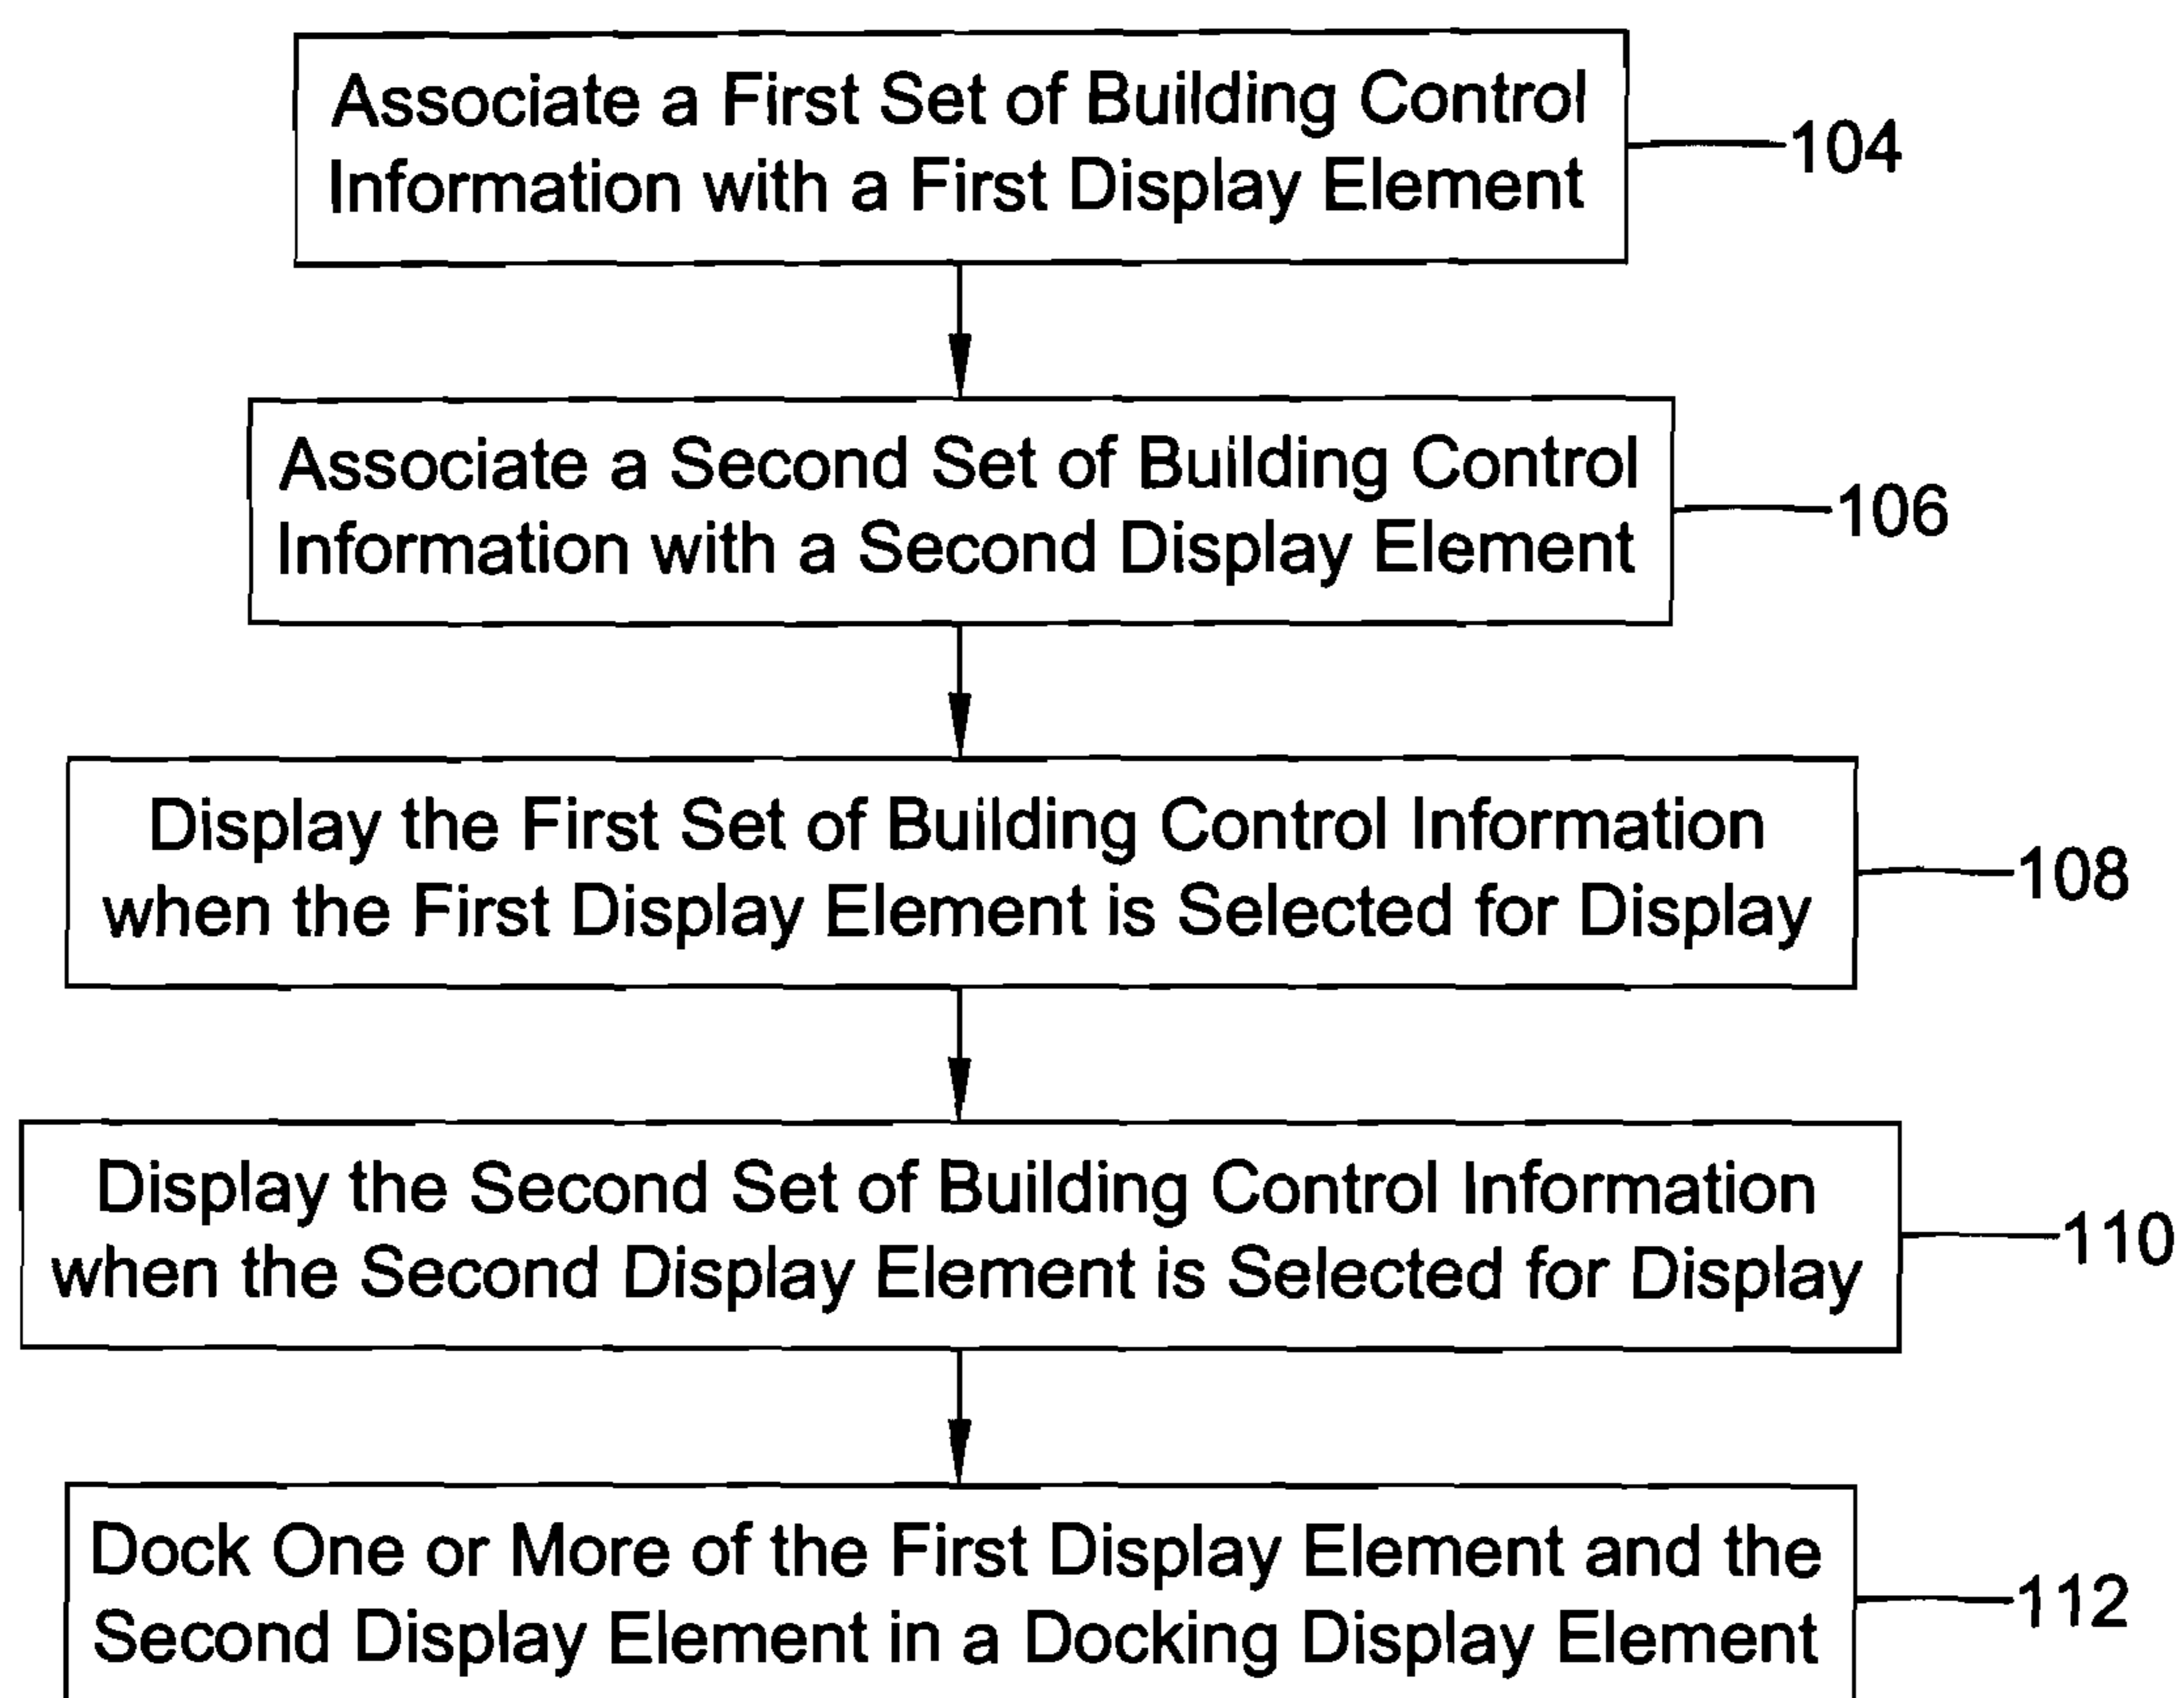 Associate a First Set of Building Control
Information with a First Display Element
104
Associate a Second Set of Building Control
Information with a Second Display Element
106
Display the First Set of Building Control Information
when the First Display Element is Selected for Display
108
Display the Second Set of Building Control Information
when the Second Display Element is Selected for Display
110
Dock One or More of the First Display Element and the
Second Display Element in a Docking Display Element
112